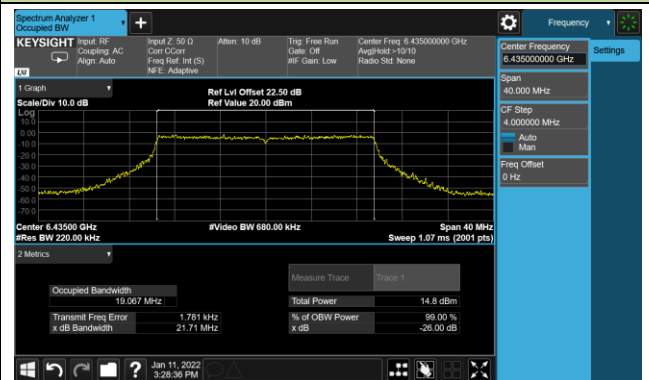 Spectrum Analyzer 1
Occupied BW
Frequency
KEYSIGHT
Input: RF
Coupling: AC
Align: Auto
Input Z: 50 Ω
Corr CCorr
Freq Ref: Int (S)
NFE: Adaptive
Atten: 10 dB
Trig: Free Run
Gate: Off
#IF Gain: Low
Center Freq: 6.435000000 GHz
Avg|Hold:>10/10
Radio Std: None
LXI
Center Frequency
6.435000000 GHz
Settings
Span
40.000 MHz
CF Step
4.000000 MHz
Auto
Man
Freq Offset
0 Hz
1 Graph
Scale/Div 10.0 dB
Ref Lvl Offset 22.50 dB
Ref Value 20.00 dBm
Log
10.0
0.00
-10.0
-20.0
-30.0
-40.0
-50.0
-60.0
-70.0
Center 6.43500 GHz
#Res BW 220.00 kHz
#Video BW 680.00 kHz
Span 40 MHz
Sweep 1.07 ms (2001 pts)
2 Metrics
Measure Trace
Trace 1
Occupied Bandwidth
19.067 MHz
Total Power
14.8 dBm
Transmit Freq Error
1.781 kHz
% of OBW Power
99.00 %
x dB Bandwidth
21.71 MHz
x dB
-26.00 dB
Jan 11, 2022
3:28:36 PM